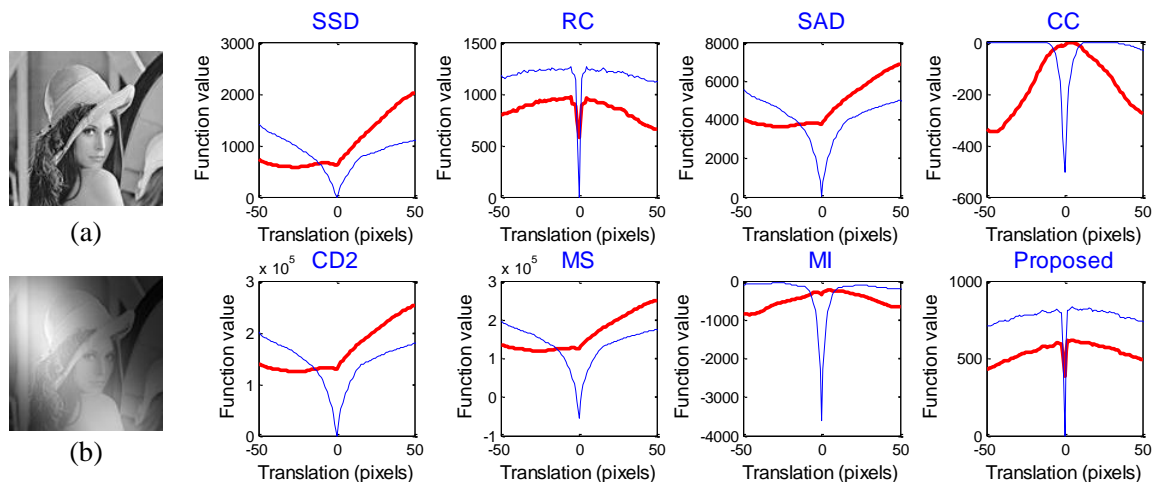 SSD
RC
SAD
CC
3000
2000
1000
0
-50
0
50
Function value
Translation (pixels)
1500
1000
500
0
-50
0
50
Function value
Translation (pixels)
8000
6000
4000
2000
0
-50
0
50
Function value
Translation (pixels)
0
-200
-400
-600
-50
0
50
Function value
Translation (pixels)
(a)
CD2
MS
MI
Proposed
x 10^5
3
2
1
0
-50
0
50
Function value
Translation (pixels)
x 10^5
3
2
1
0
-1
-50
0
50
Function value
Translation (pixels)
0
-1000
-2000
-3000
-4000
-50
0
50
Function value
Translation (pixels)
1000
500
0
-50
0
50
Function value
Translation (pixels)
(b)